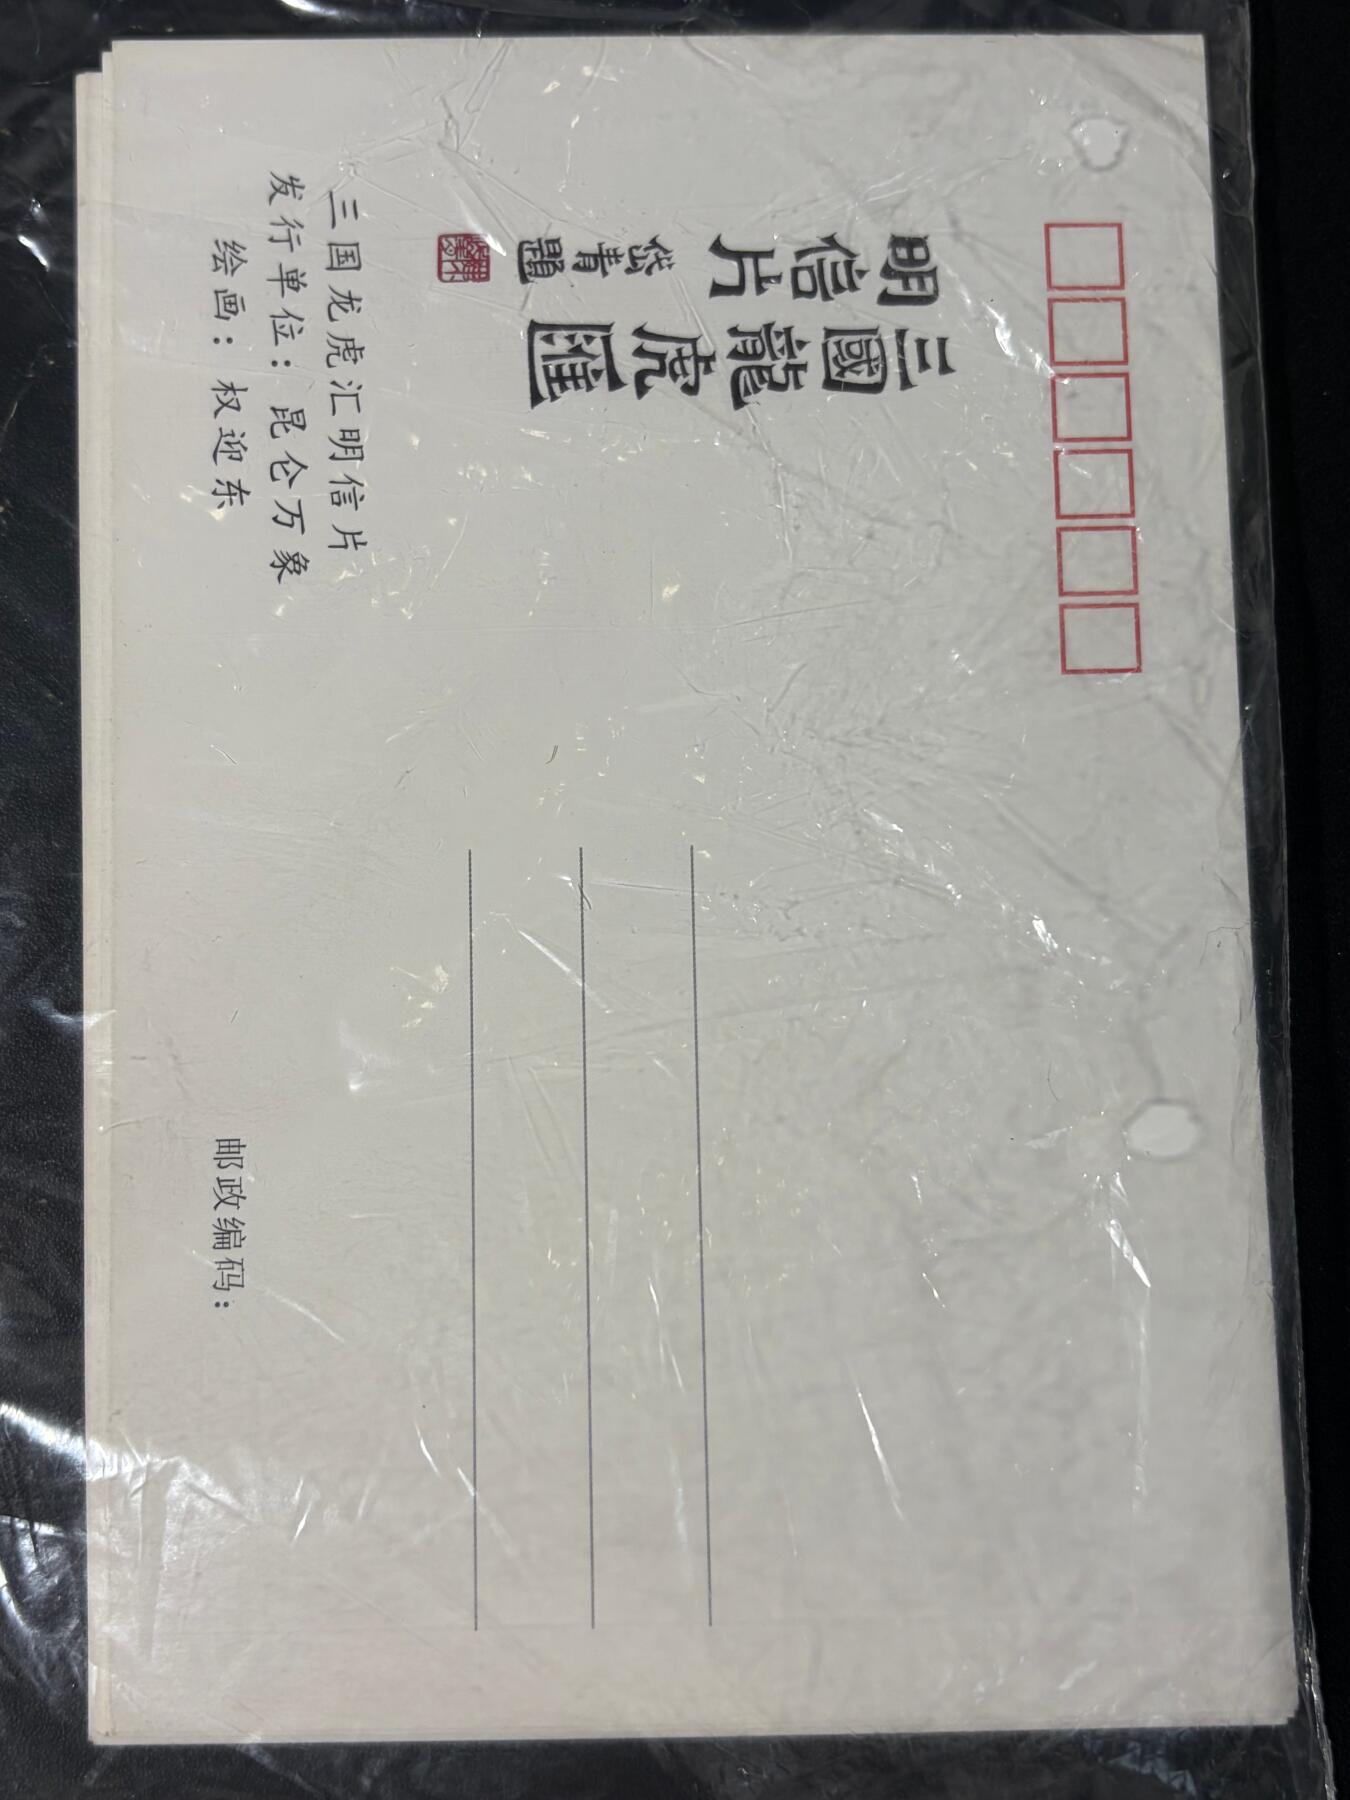 三國龍虎匯
明信片
岱青題
三国龙虎汇明信片
发行单位：昆仑万象
绘画：权迎东
邮政编码：